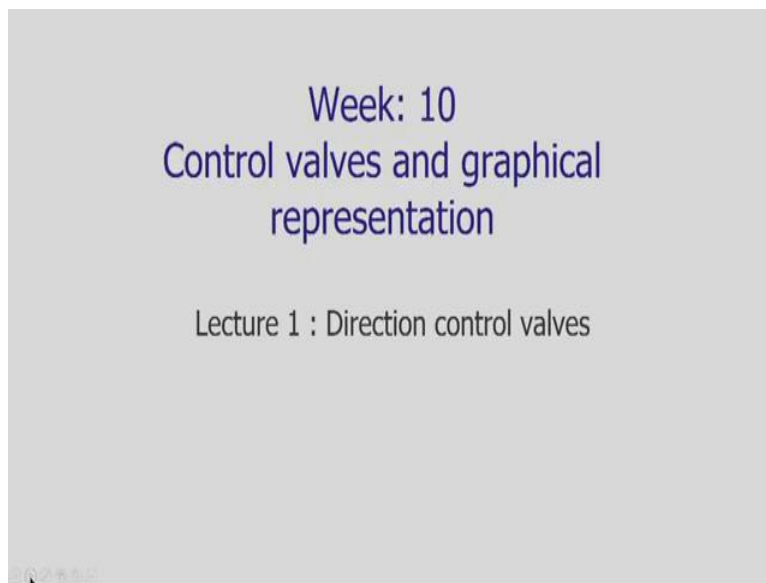 Week: 10
Control valves and graphical
representation
Lecture 1 : Direction control valves